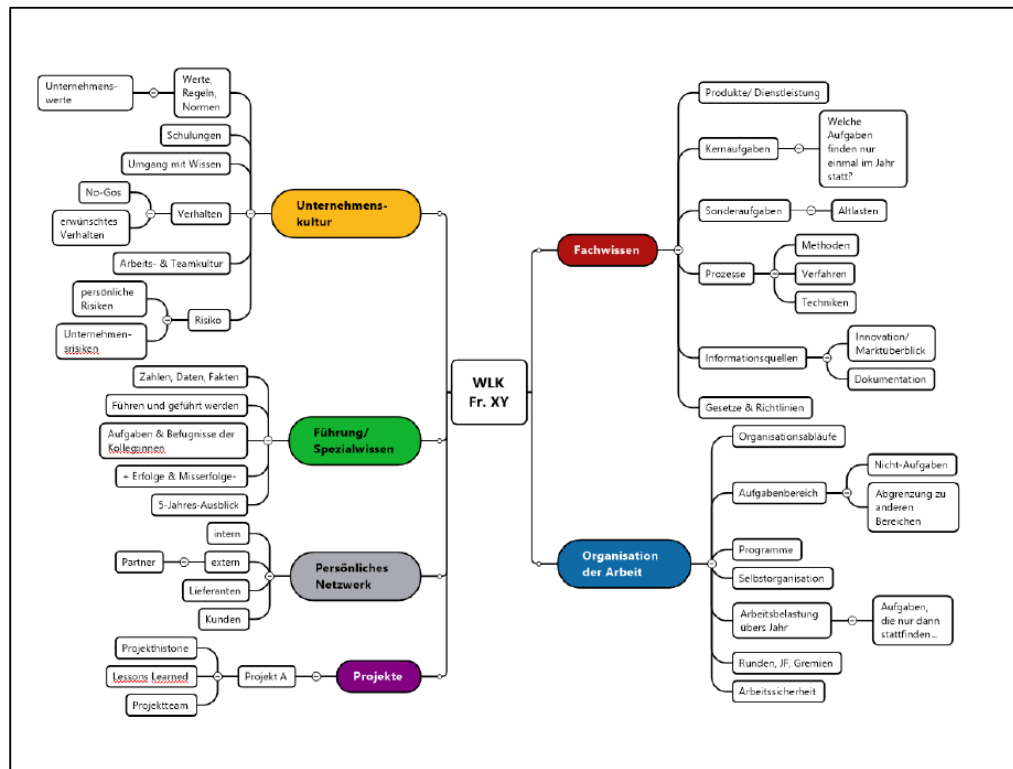 WLK
Fr. XY
Unternehmens-
kultur
Werte,
Regeln,
Normen
Unternehmens-
werte
Schulungen
Umgang mit Wissen
Verhalten
No-Gos
erwünschtes
Verhalten
Arbeits- & Teamkultur
Risiko
persönliche
Risiken
Unternehmen-
srisiken
Führung/
Spezialwissen
Zahlen, Daten, Fakten
Führen und geführt werden
Aufgaben & Befugnisse der
Kolleginnen
+ Erfolge & Misserfolge-
5-Jahres-Ausblick
Persönliches
Netzwerk
intern
extern
Partner
Lieferanten
Kunden
Projekte
Projekt A
Projekthistorie
Lessons Learned
Projektteam
Fachwissen
Produkte/ Dienstleistung
Kernaufgaben
Welche
Aufgaben
finden nur
einmal im Jahr
statt?
Sonderaufgaben
Altlasten
Prozesse
Methoden
Verfahren
Techniken
Informationsquellen
Innovation/
Marktüberblick
Dokumentation
Gesetze & Richtlinien
Organisation
der Arbeit
Organisationsabläufe
Aufgabenbereich
Nicht-Aufgaben
Abgrenzung zu
anderen
Bereichen
Programme
Selbstorganisation
Arbeitsbelastung
übers Jahr
Aufgaben,
die nur dann
stattfinden...
Runden, JF, Gremien
Arbeitssicherheit